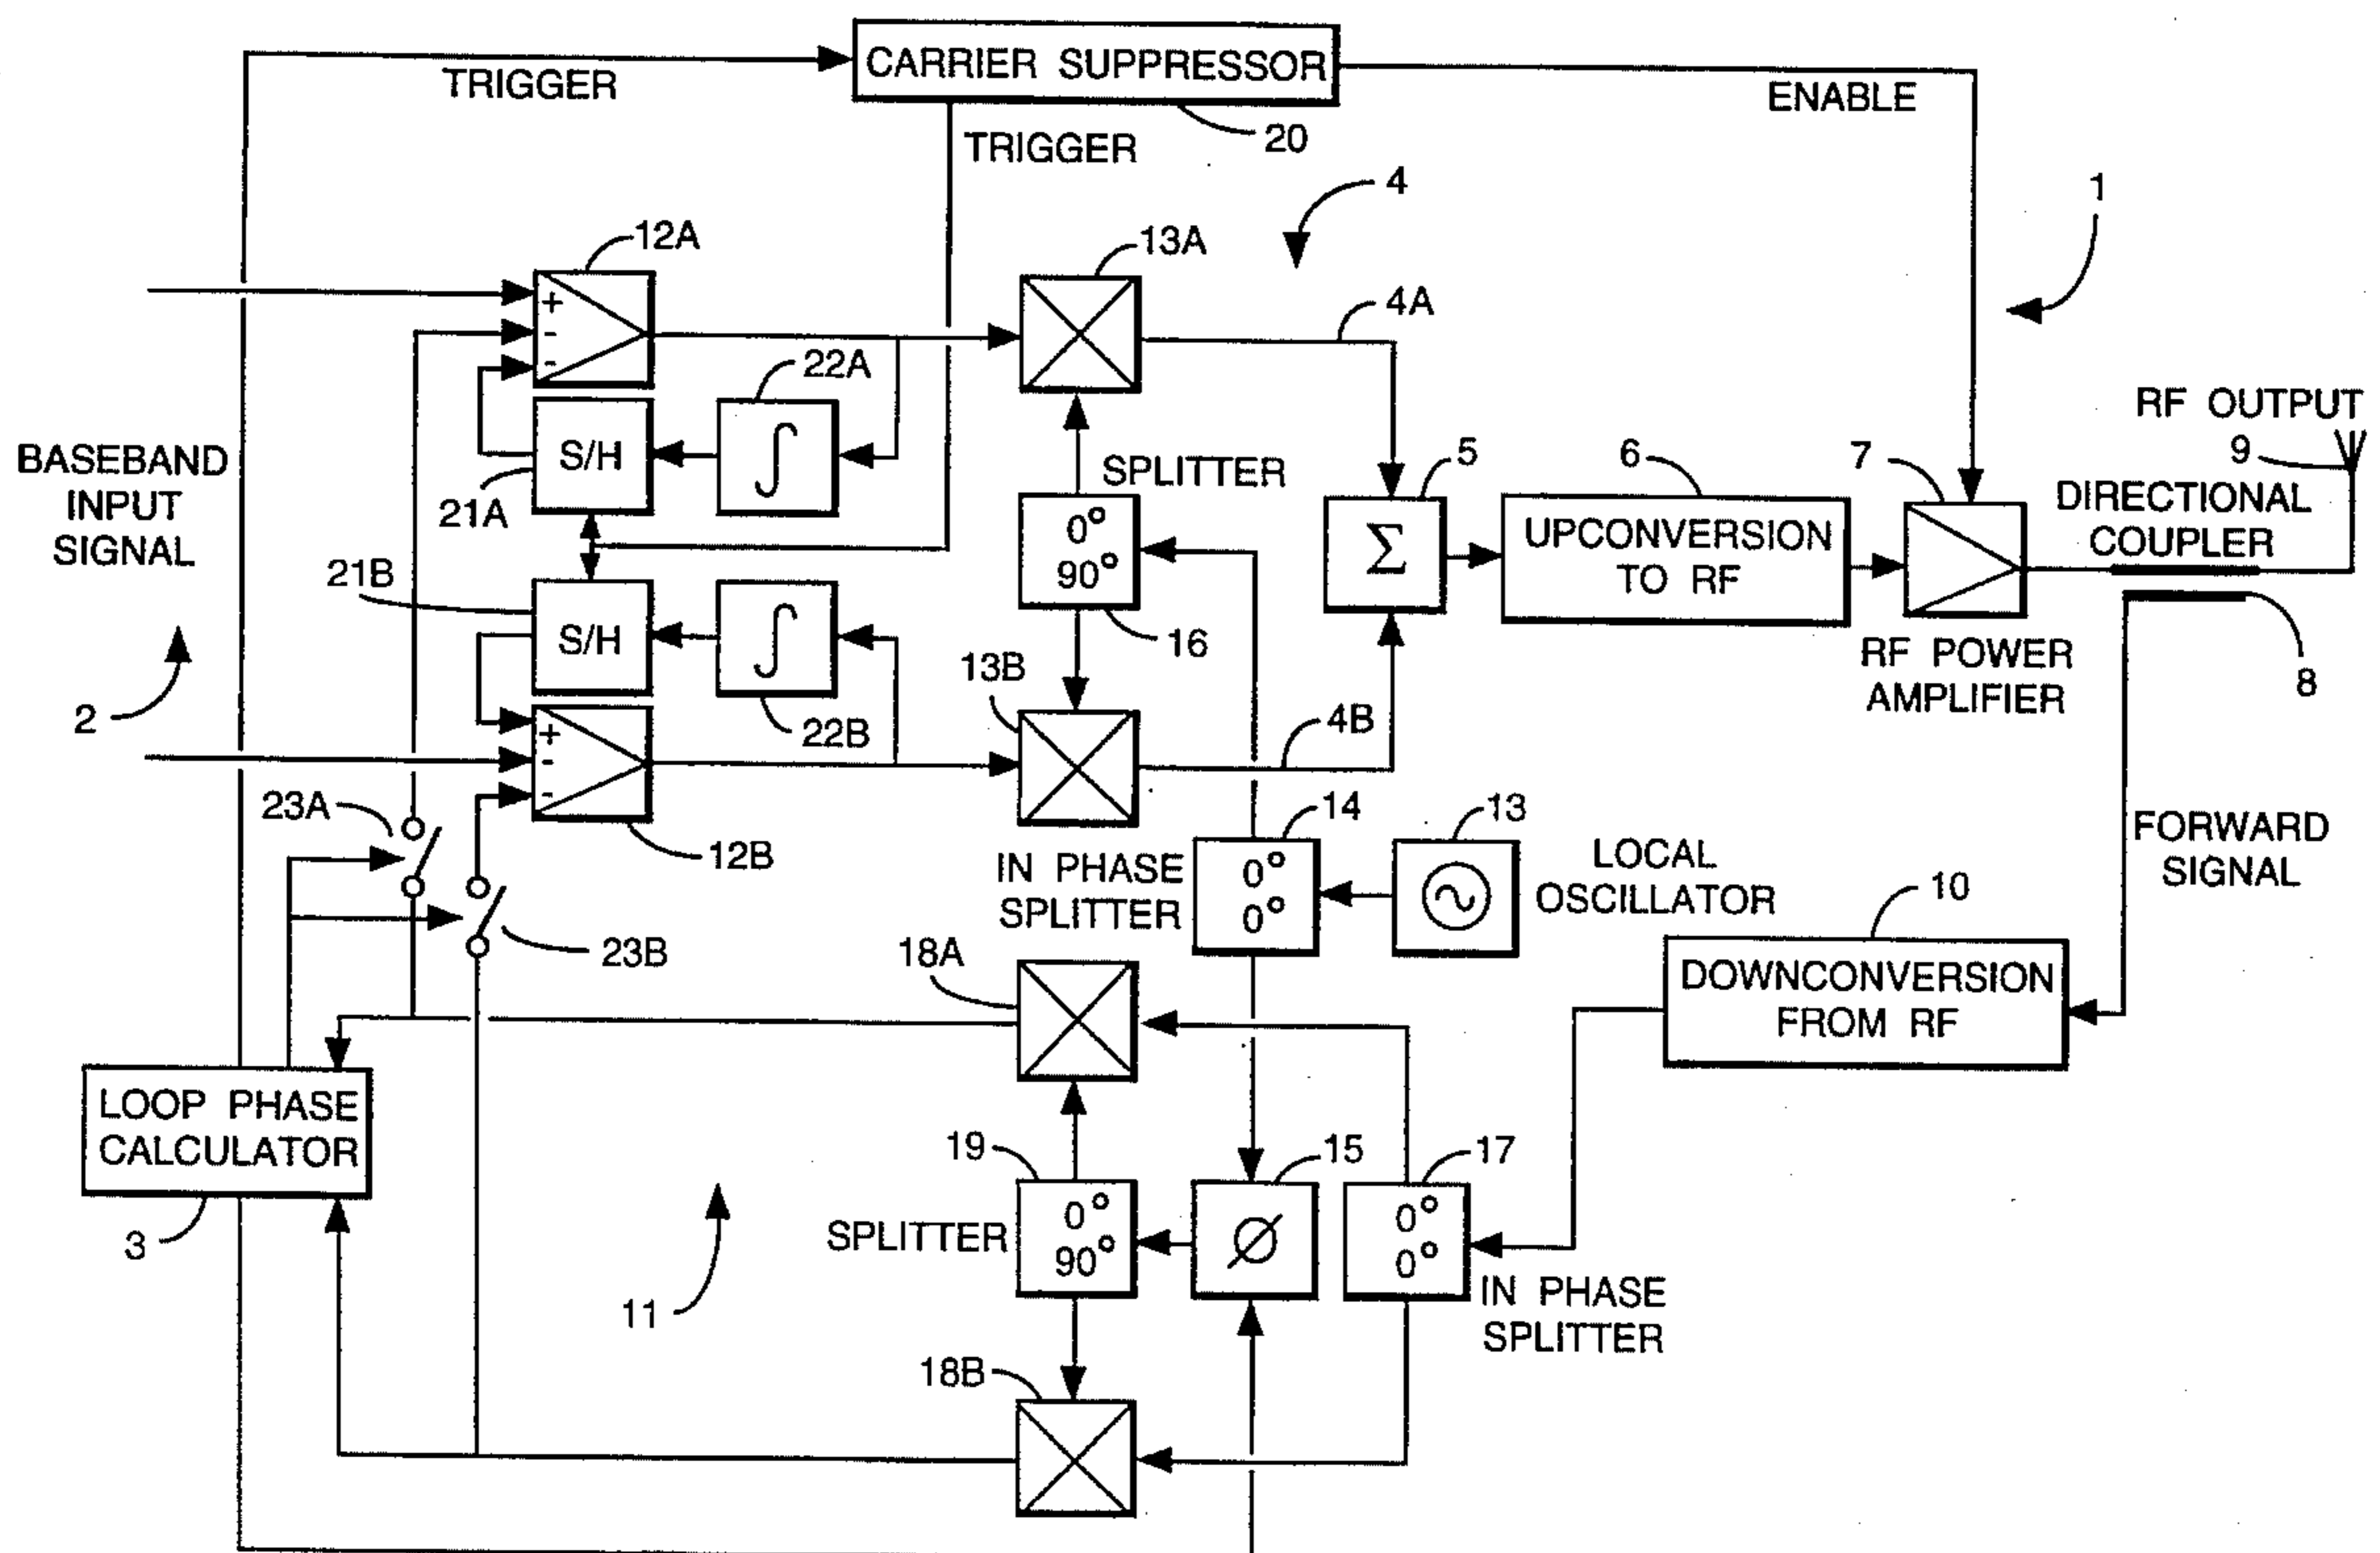 CARRIER SUPPRESSOR
TRIGGER
ENABLE
20
TRIGGER
4
1
12A
13A
4A
+
-
-
22A
RF OUTPUT
9
BASEBAND
INPUT
SIGNAL
S/H
∫
21A
SPLITTER
0°
90°
5
Σ
6
UPCONVERSION
TO RF
7
DIRECTIONAL
COUPLER
21B
S/H
∫
16
RF POWER
AMPLIFIER
8
2
13B
22B
4B
+
-
-
23A
12B
14
13
IN PHASE
SPLITTER
0°
0°
LOCAL
OSCILLATOR
FORWARD
SIGNAL
23B
18A
10
DOWNCONVERSION
FROM RF
LOOP PHASE
CALCULATOR
3
19
15
17
SPLITTER
0°
90°
Ø
0°
0°
11
IN PHASE
SPLITTER
18B